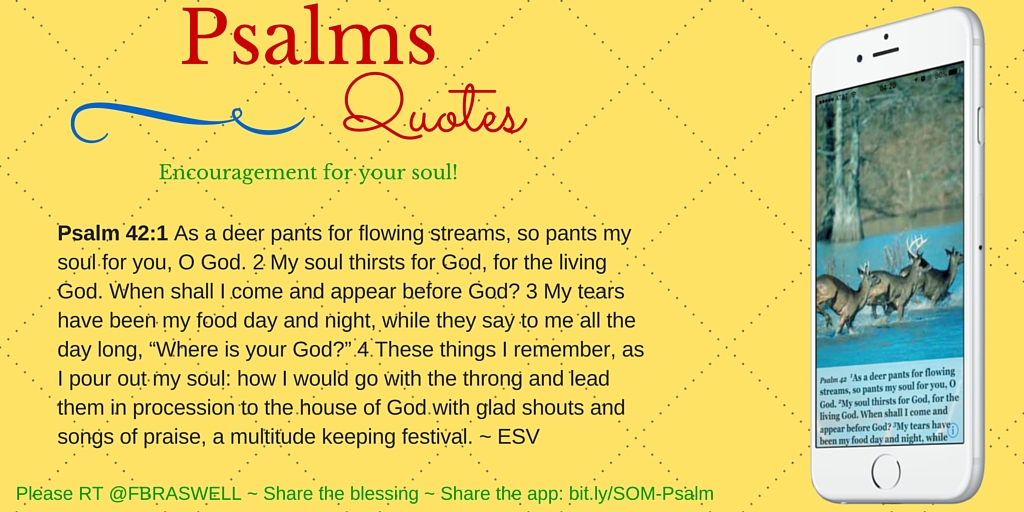 Psalms
Quotes
Encouragement for your soul!
Psalm 42:1 As a deer pants for flowing streams, so pants my
soul for you, O God. 2 My soul thirsts for God, for the living
God. When shall I come and appear before God? 3 My tears
have been my food day and night, while they say to me all the
day long, “Where is your God?” 4 These things I remember, as
I pour out my soul: how I would go with the throng and lead
them in procession to the house of God with glad shouts and
songs of praise, a multitude keeping festival. ~ ESV
Please RT @FBRASWELL ~ Share the blessing ~ Share the app: bit.ly/SOM-Psalm
04:20
Psalm 42 ¹As a deer pants for flowing
streams, so pants my soul for you, O
God. ²My soul thirsts for God, for the
living God. When shall I come and
appear before God? ³My tears have
been my food day and night, while